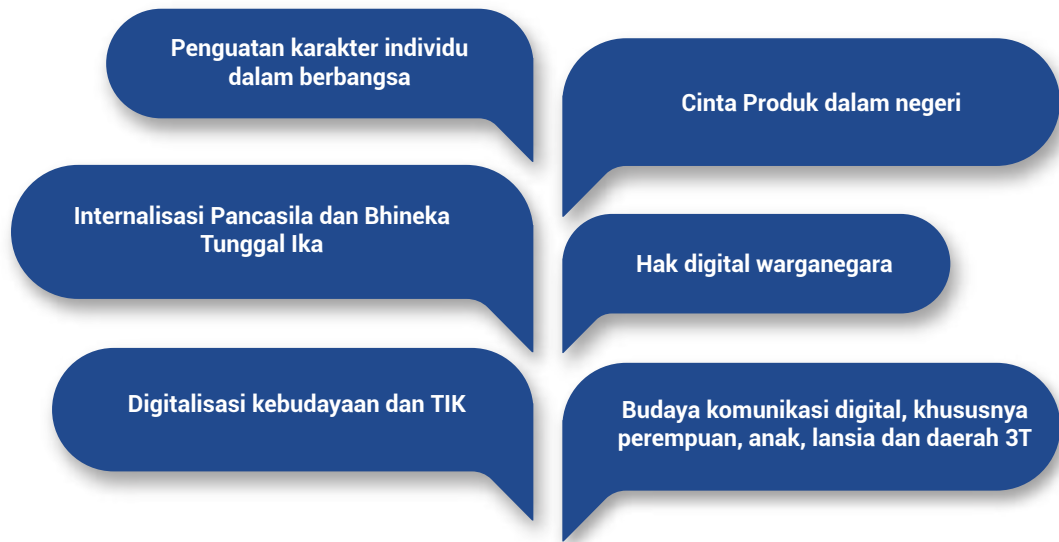 Penguatan karakter individu
dalam berbangsa
Cinta Produk dalam negeri
Internalisasi Pancasila dan Bhineka
Tunggal Ika
Hak digital warganegara
Digitalisasi kebudayaan dan TIK
Budaya komunikasi digital, khususnya
perempuan, anak, lansia dan daerah 3T